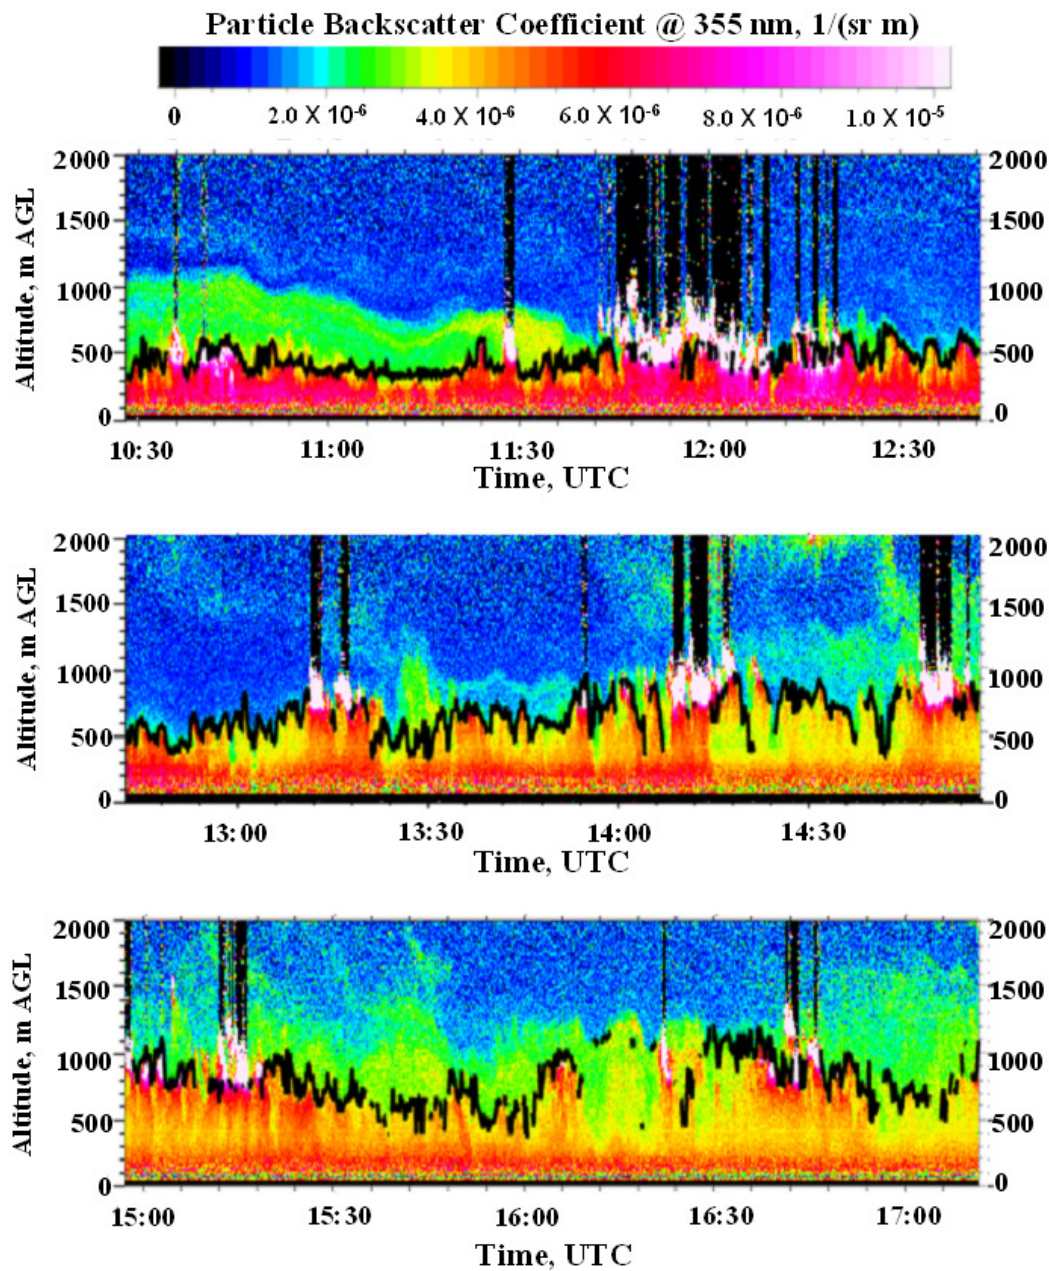 Particle Backscatter Coefficient @ 355 nm, 1/(sr m)
0 2.0 X 10⁻⁶ 4.0 X 10⁻⁶ 6.0 X 10⁻⁶ 8.0 X 10⁻⁶ 1.0 X 10⁻⁵
Altitude, m AGL
2000 2000
1500 1500
1000 1000
500 500
0 0
10:30 11:00 11:30 12:00 12:30
Time, UTC
Altitude, m AGL
2000 2000
1500 1500
1000 1000
500 500
0 0
13:00 13:30 14:00 14:30
Time, UTC
Altitude, m AGL
2000 2000
1500 1500
1000 1000
500 500
0 0
15:00 15:30 16:00 16:30 17:00
Time, UTC